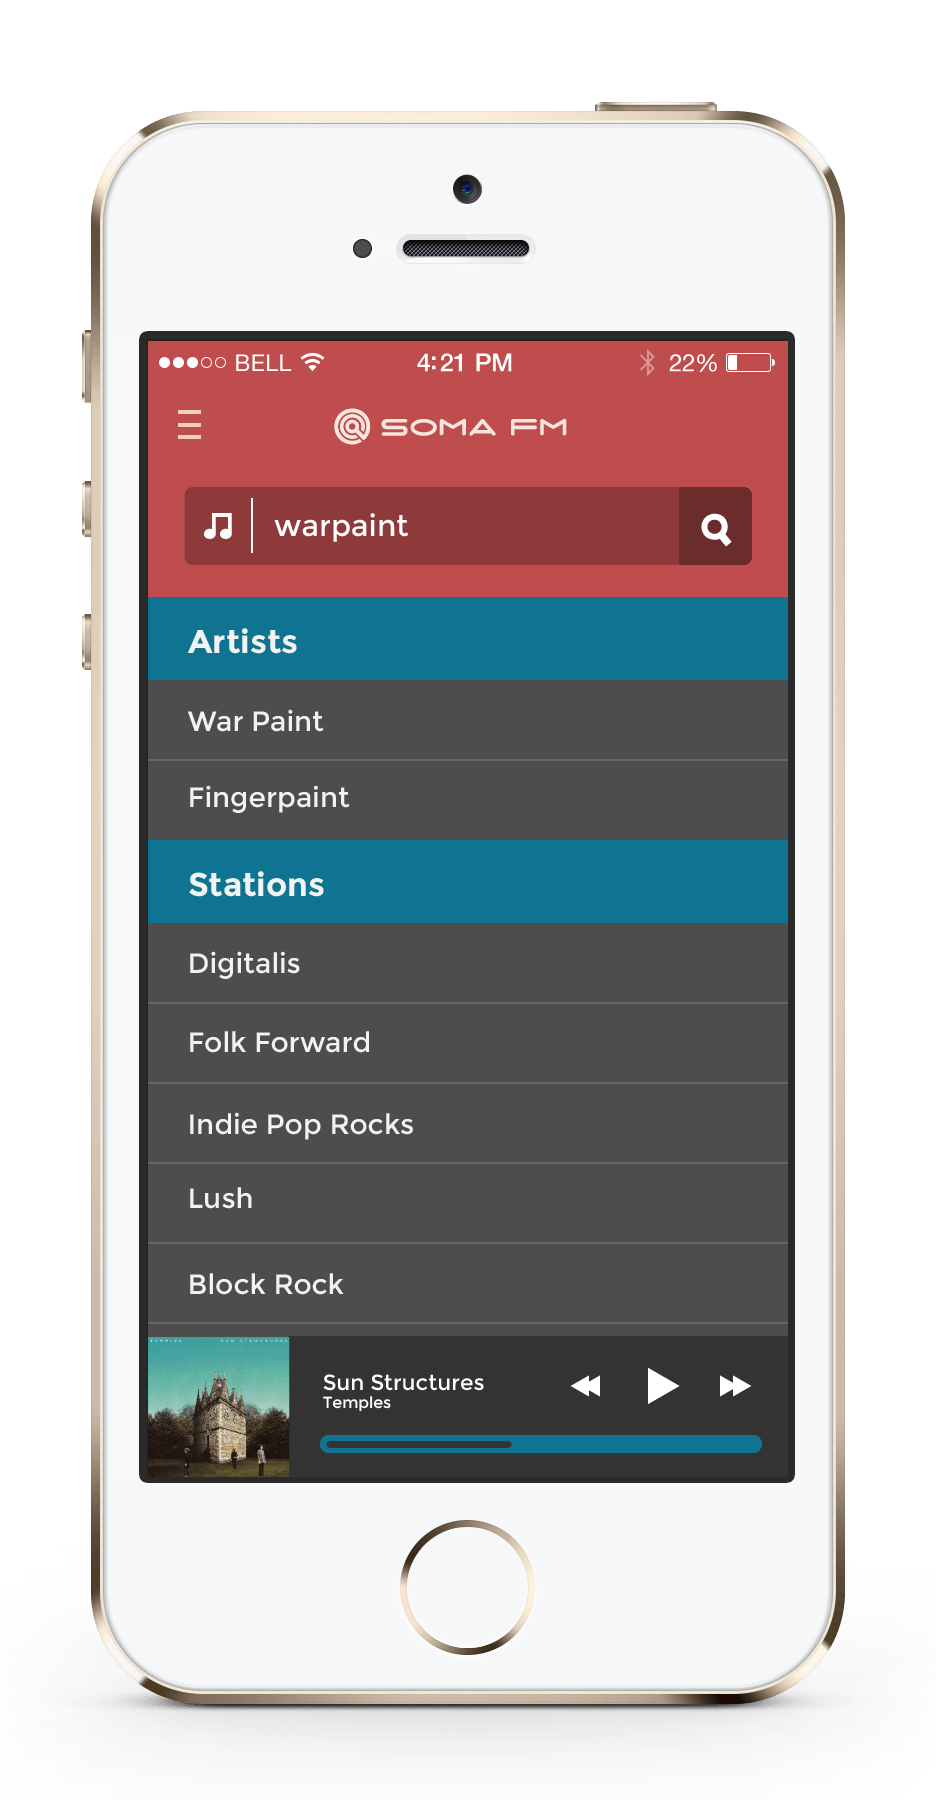 BELL 4:21 PM 22%
SOMA FM
warpaint
Artists
War Paint
Fingerpaint
Stations
Digitalis
Folk Forward
Indie Pop Rocks
Lush
Block Rock
TEMPLES SUN STRUCTURES
Sun Structures
Temples